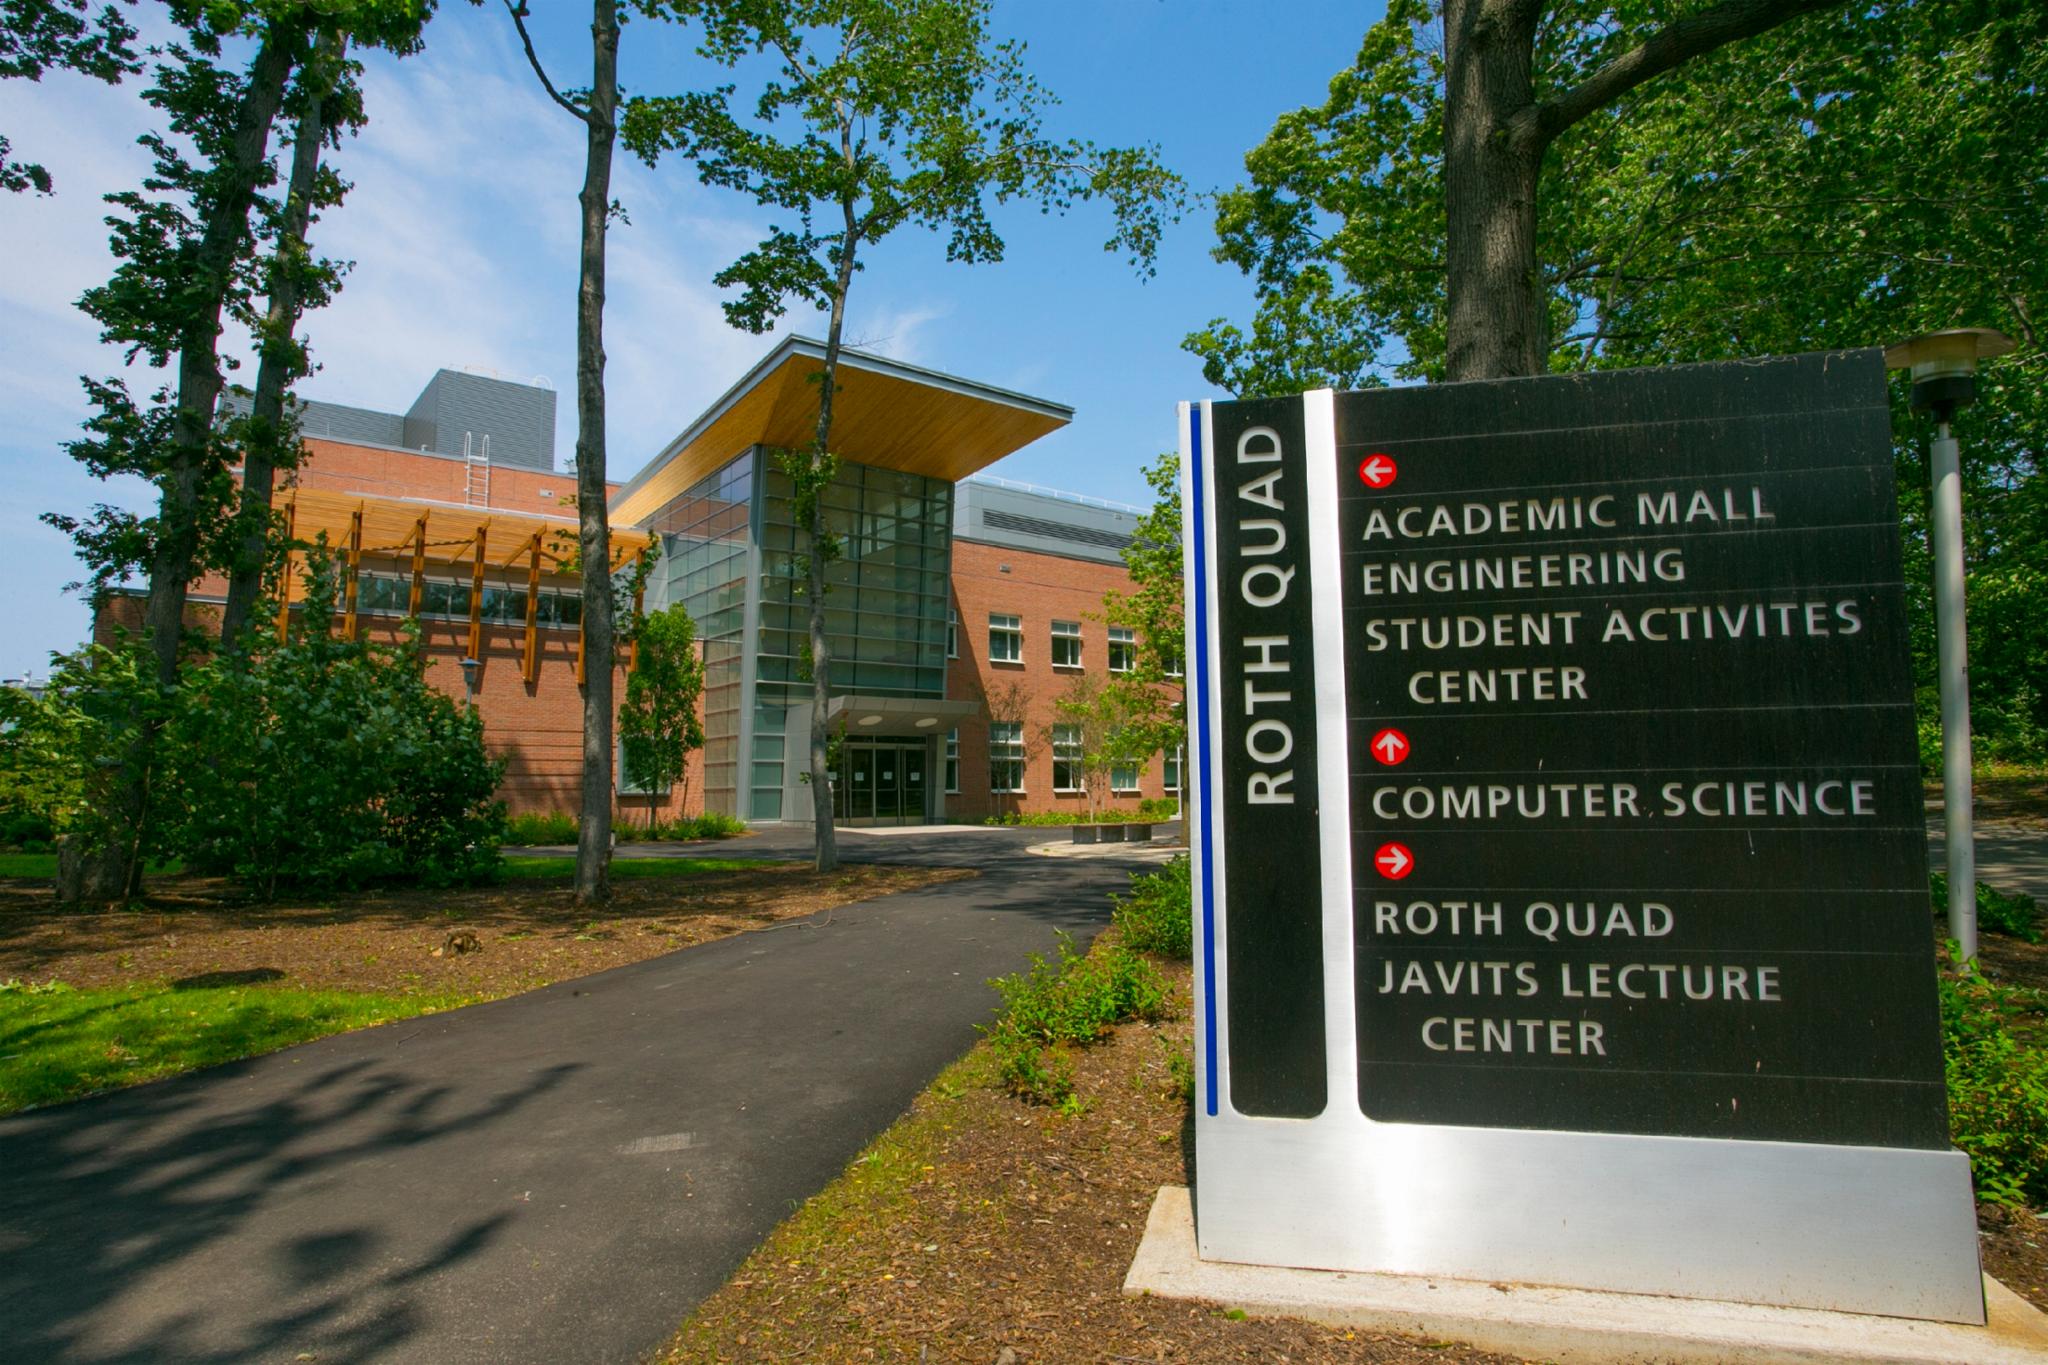 ROTH QUAD
ACADEMIC MALL
ENGINEERING
STUDENT ACTIVITES
CENTER
COMPUTER SCIENCE
ROTH QUAD
JAVITS LECTURE
CENTER